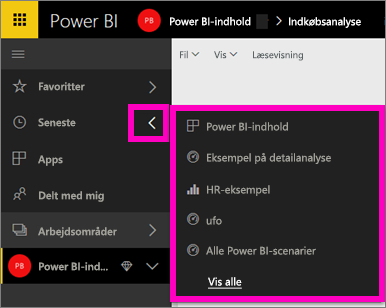 Power BI PB Power BI-indhold Indkøbsanalyse
Fil Vis Læsevisning
Favoritter
Seneste
Apps
Delt med mig
Arbejdsområder
PB Power BI-ind...
Power BI-indhold
Eksempel på detailanalyse
HR-eksempel
ufo
Alle Power BI-scenarier
Vis alle